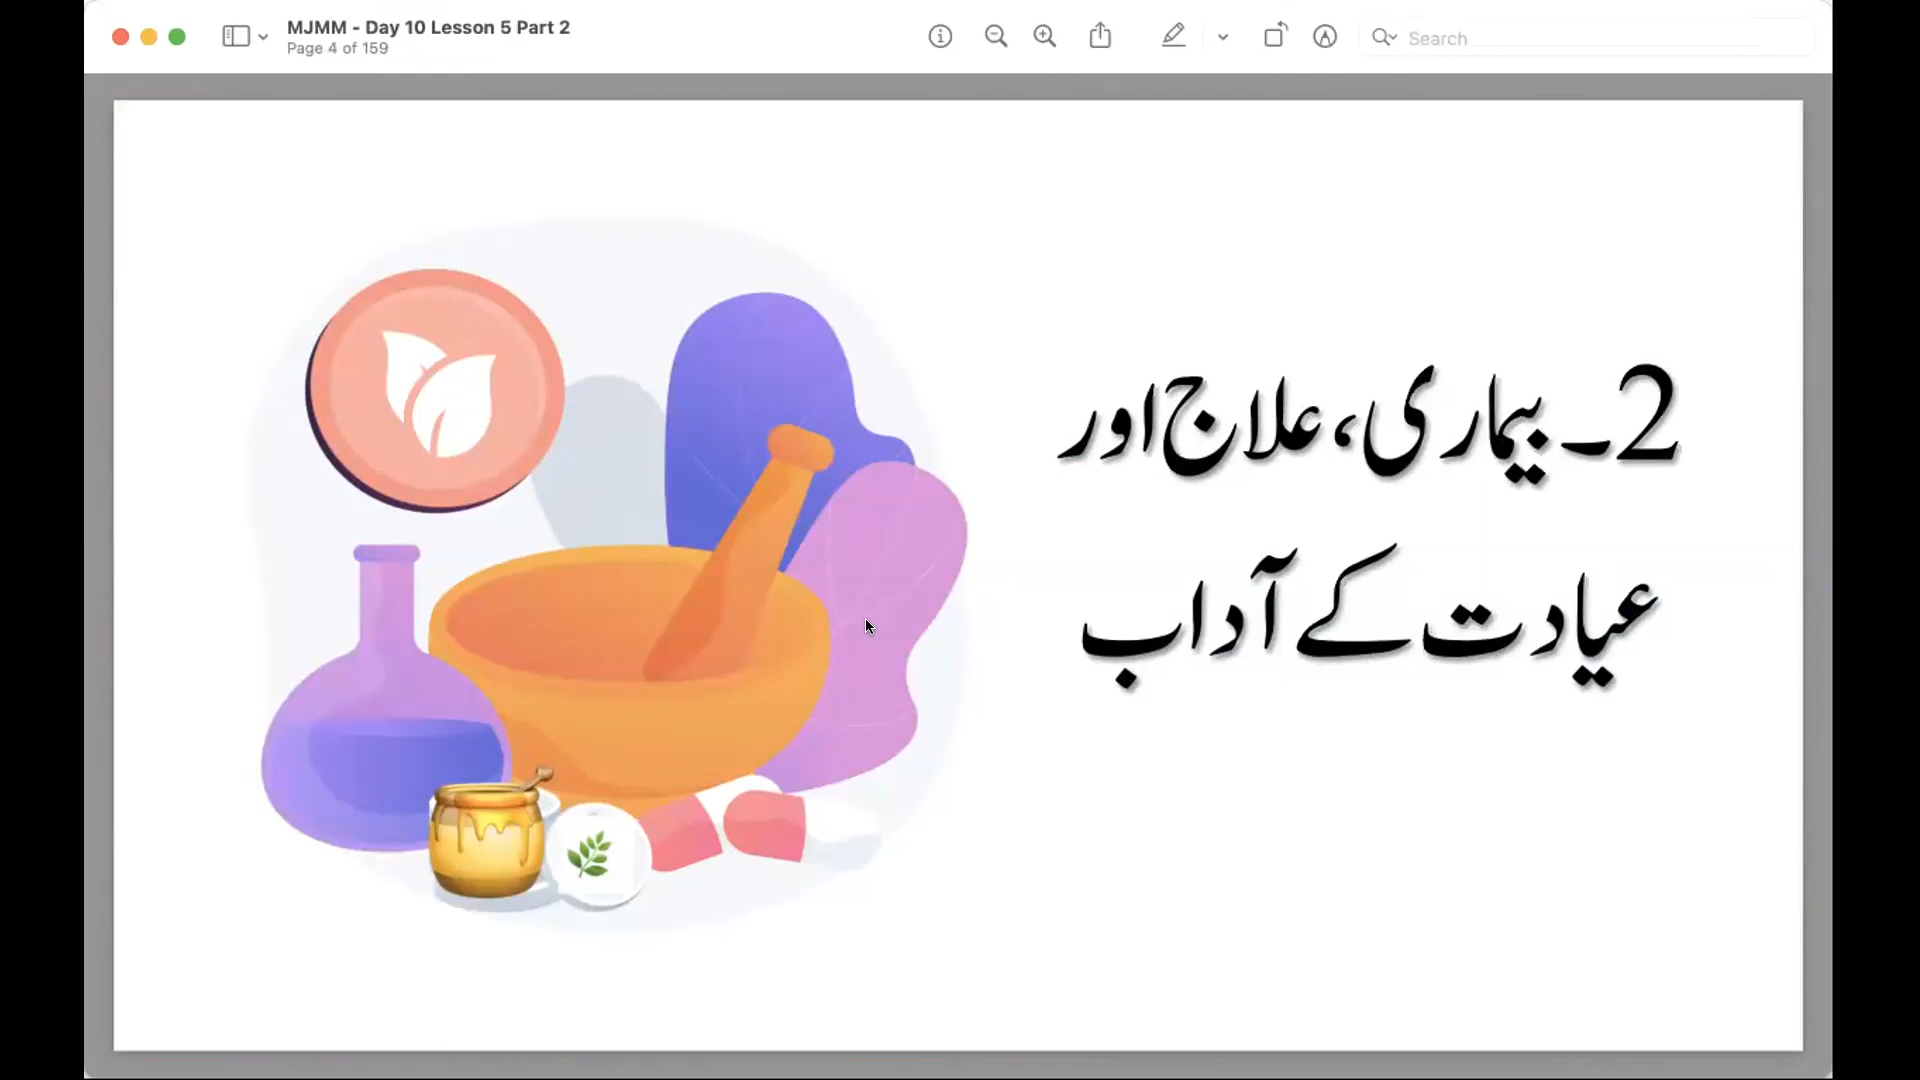 MJMM - Day 10 Lesson 5 Part 2
Page 4 of 159
Search
2۔ بیماری، علاج اور
عیادت کے آداب